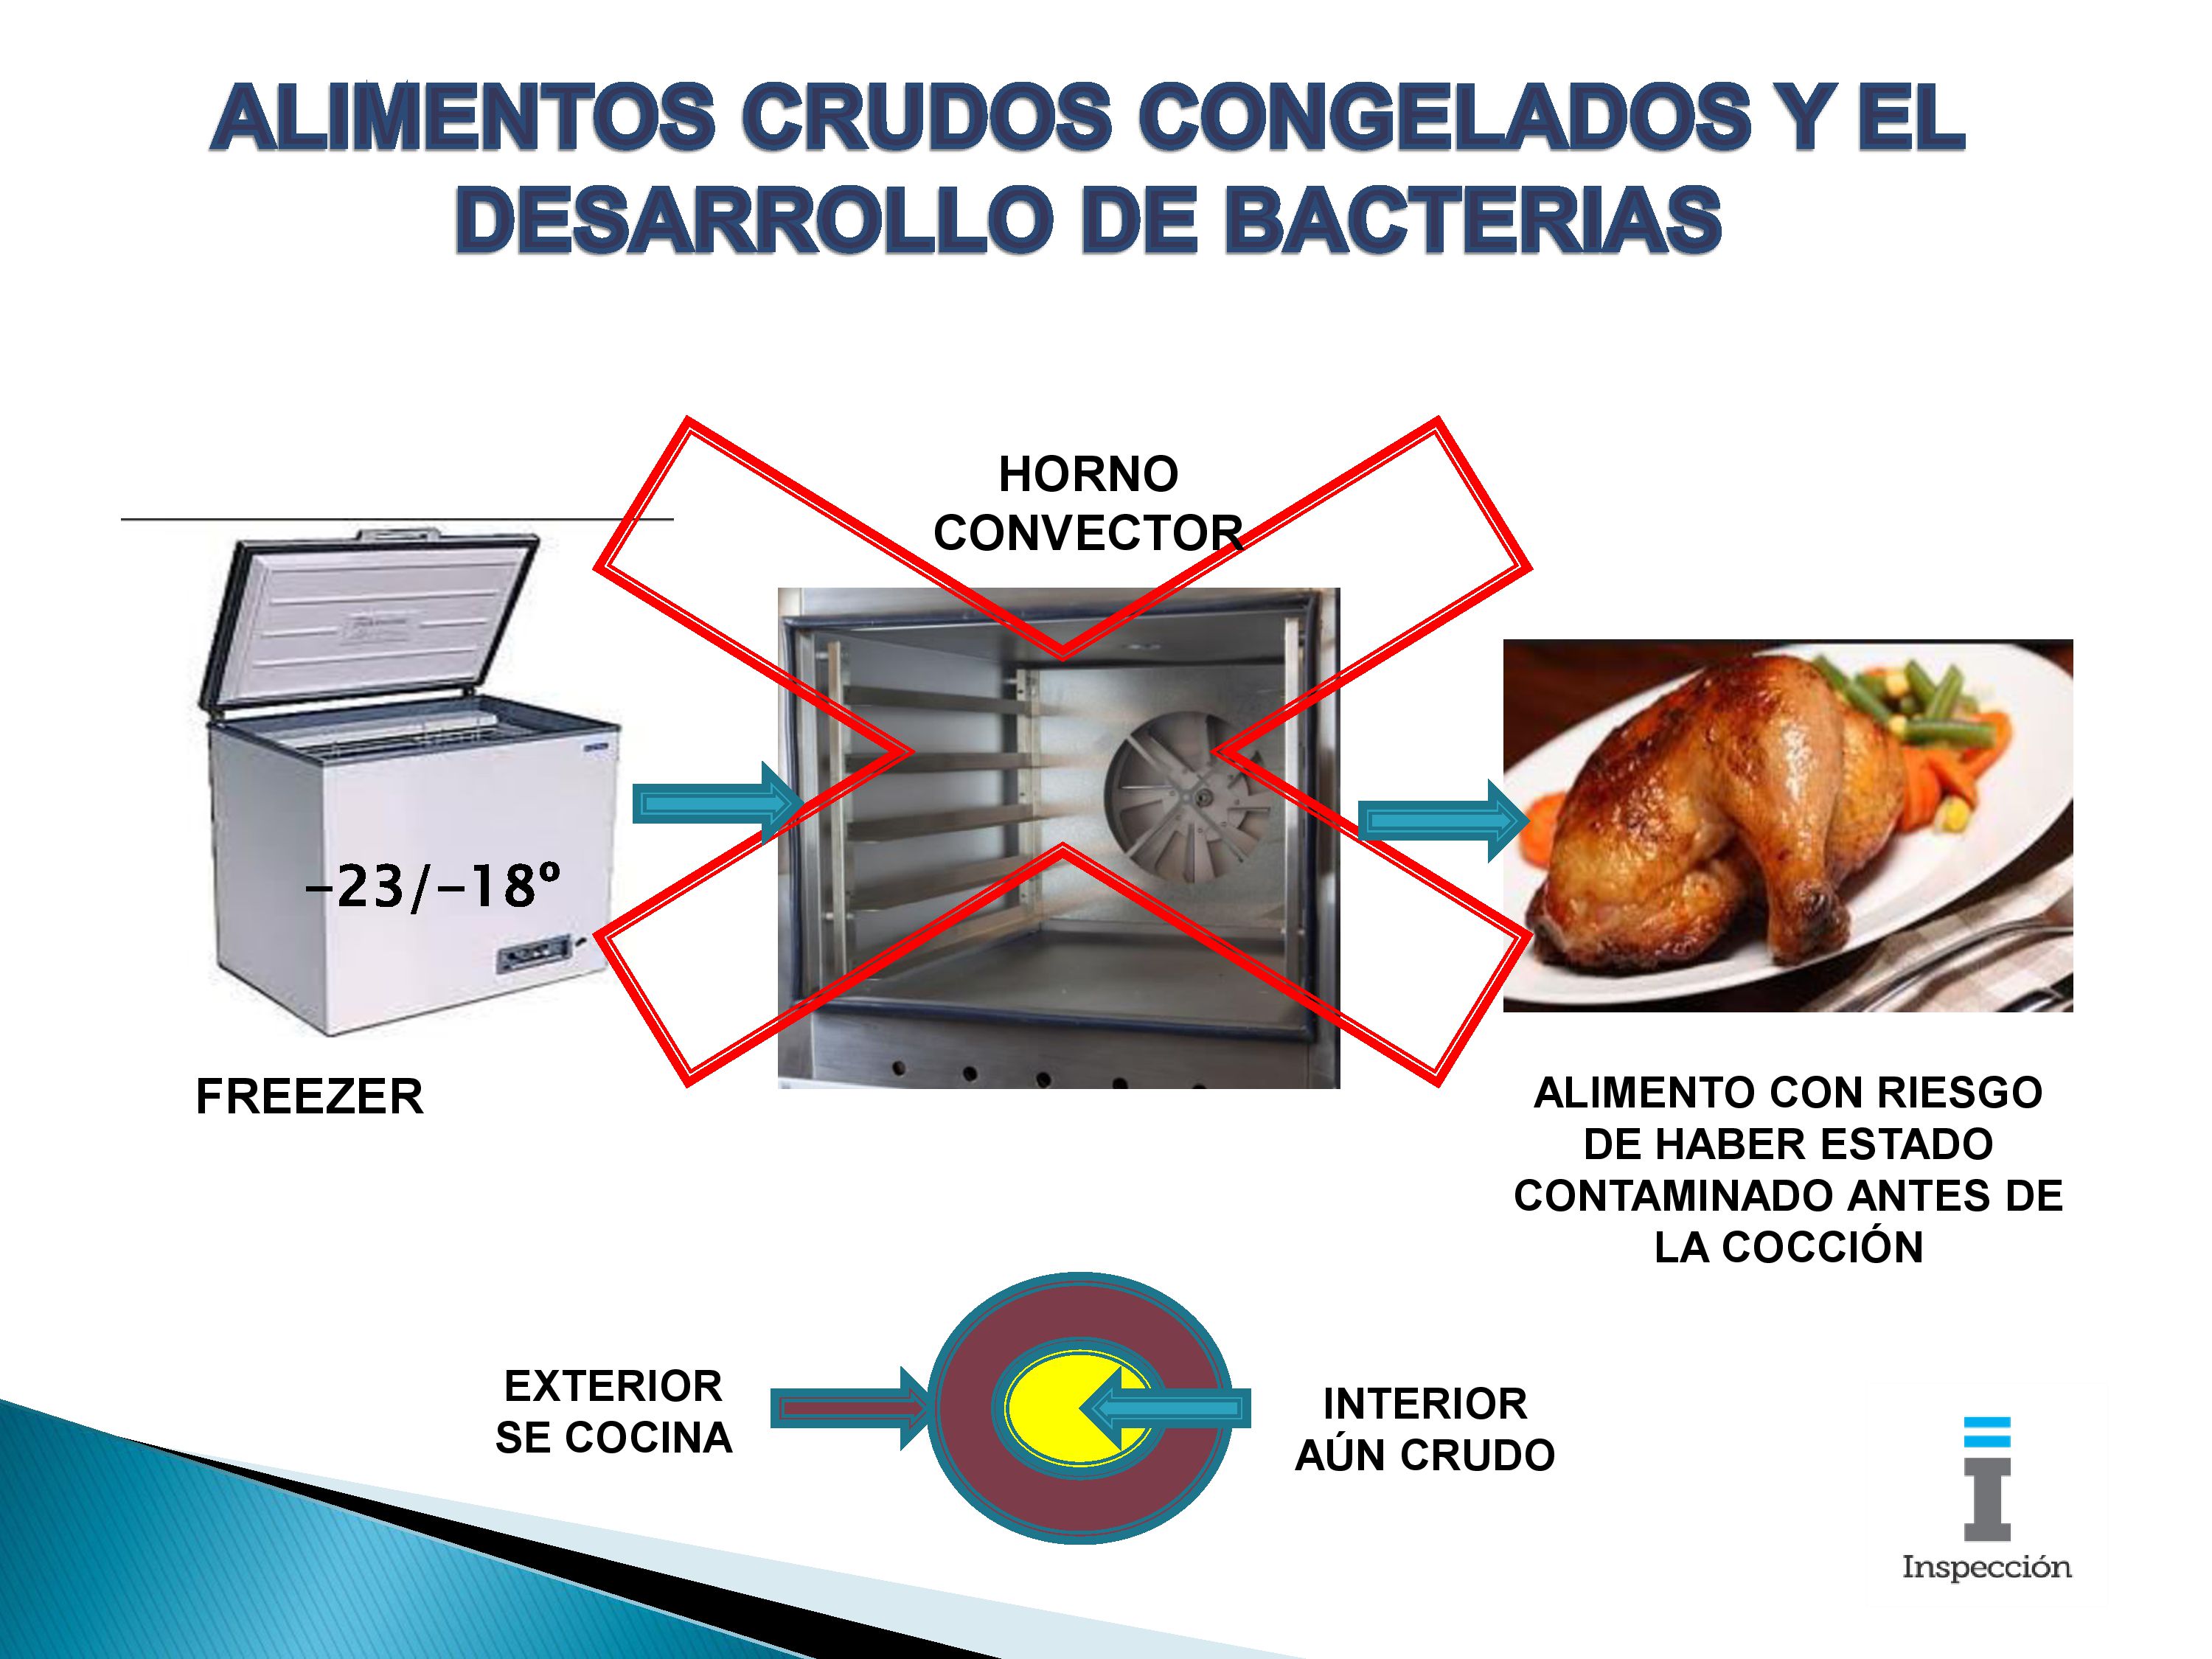 ALIMENTOS CRUDOS CONGELADOS Y EL
DESARROLLO DE BACTERIAS
HORNO
CONVECTOR
-23/-18º
FREEZER
ALIMENTO CON RIESGO
DE HABER ESTADO
CONTAMINADO ANTES DE
LA COCCIÓN
EXTERIOR
SE COCINA
INTERIOR
AÚN CRUDO
Inspección